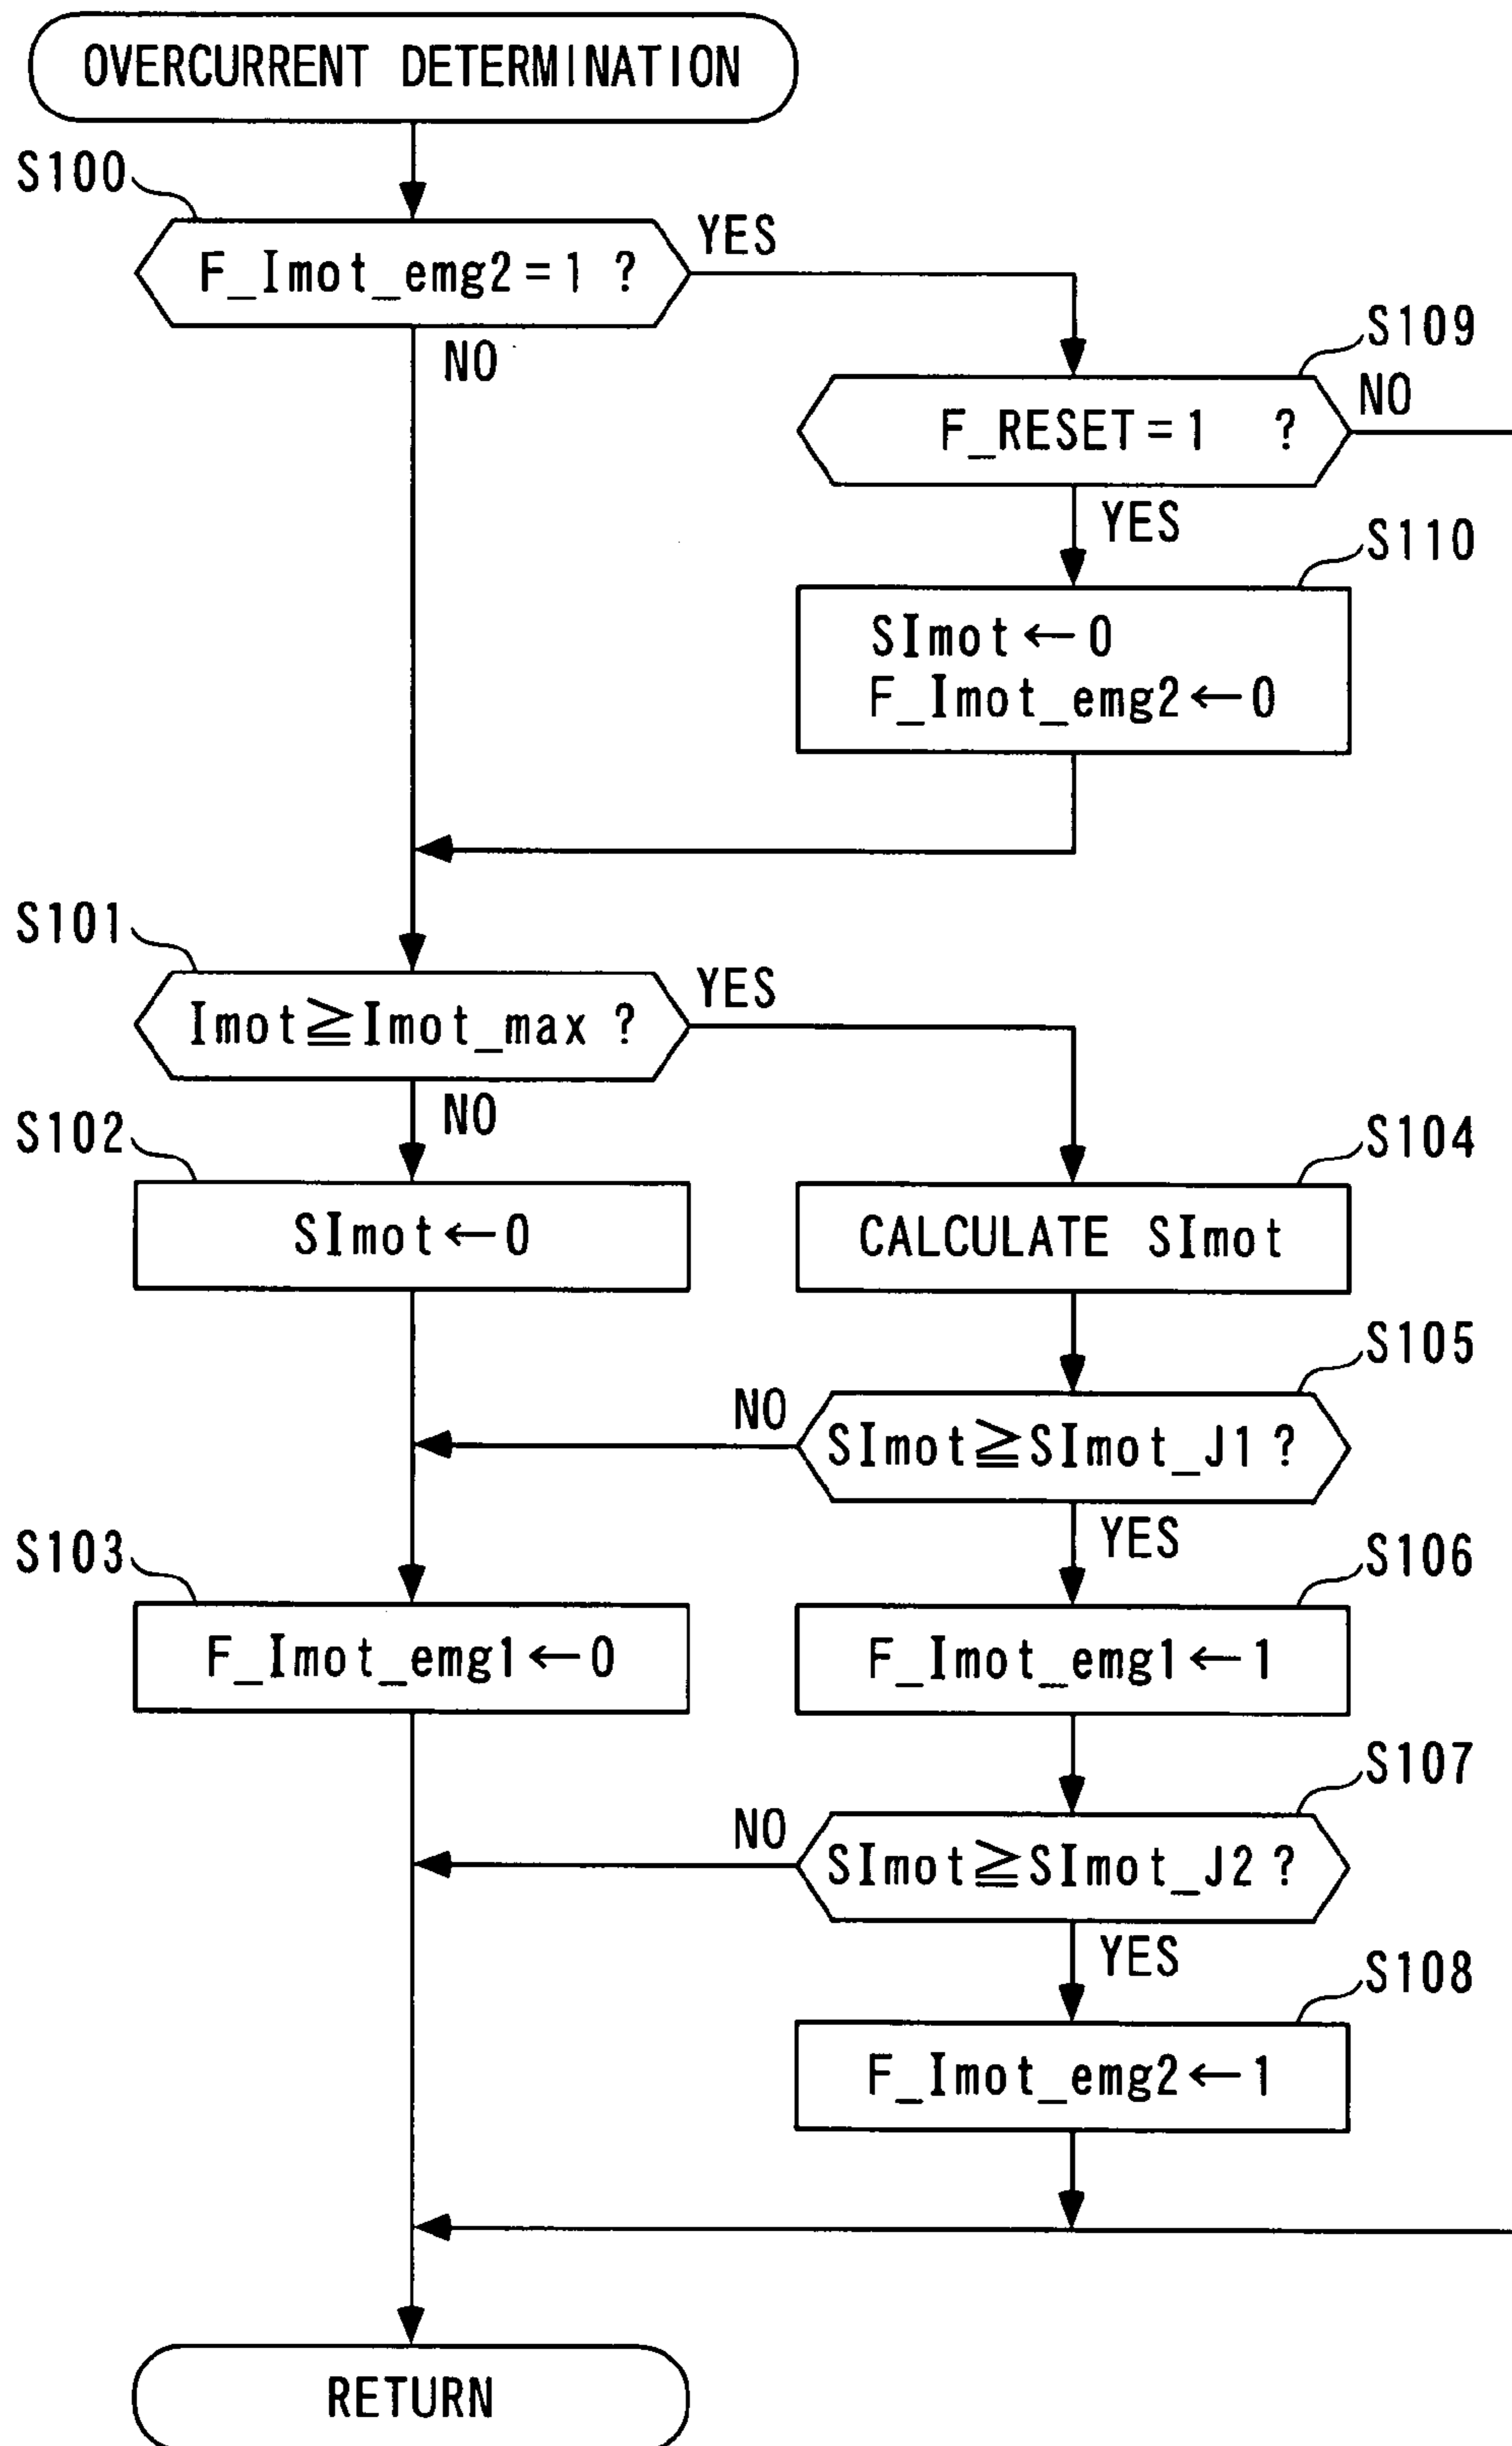 OVERCURRENT DETERMINATION
S100
F_Imot_emg2=1 ?
YES
NO
S109
F_RESET=1 ?
NO
YES
S110
SImot←0
F_Imot_emg2←0
S101
Imot≧Imot_max ?
YES
NO
S102
SImot←0
S104
CALCULATE SImot
S105
NO
SImot≧SImot_J1 ?
YES
S103
F_Imot_emg1←0
S106
F_Imot_emg1←1
S107
NO
SImot≧SImot_J2 ?
YES
S108
F_Imot_emg2←1
RETURN